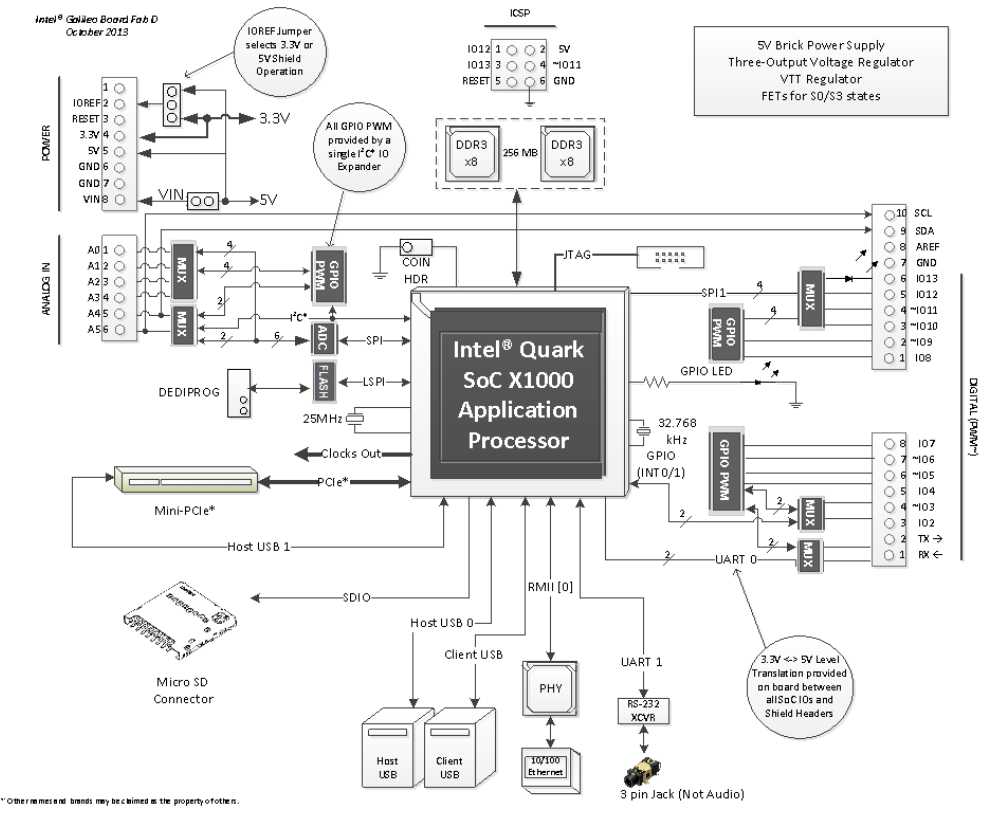 Intel® Galileo Board Fab D
October 2013
IOREF Jumper
selects 3.3V or
5V Shield
Operation
ICSP
IO12 1 2 5V
IO13 3 4 ~IO11
RESET 5 6 GND
5V Brick Power Supply
Three-Output Voltage Regulator
VTT Regulator
FETs for S0/S3 states
POWER
1
IOREF 2
RESET 3
3.3V 4
5V 5
GND 6
GND 7
VIN 8
3.3V
VIN
5V
All GPIO PWM
provided by a
single I²C* IO
Expander
DDR3
x8
256 MB
DDR3
x8
ANALOG IN
A0 1
A1 2
A2 3
A3 4
A4 5
A5 6
MUX
MUX
4
4
2
2
6
GPIO
PWM
I²C*
ADC
SPI
FLASH
LSPI
DEDIPROG
COIN
HDR
JTAG
25MHz
Clocks Out
Intel® Quark
SoC X1000
Application
Processor
SPI1
4
4
MUX
GPIO
PWM
GPIO LED
10 SCL
9 SDA
8 AREF
7 GND
6 IO13
5 IO12
4 ~IO11
3 ~IO10
2 ~IO9
1 IO8
DIGITAL (PWM~)
32.768
kHz
GPIO
(INT0/1)
GPIO PWM
8 IO7
7 ~IO6
6 ~IO5
5 IO4
4 ~IO3
3 IO2
2 TX →
1 RX ←
2
2
2
2
MUX
MUX
UART 0
Mini-PCIe*
PCIe*
Host USB 1
SDIO
Micro SD
Connector
Host USB 0
Client USB
RMII [0]
UART 1
PHY
RS-232
XCVR
Host
USB
Client
USB
10/100
Ethernet
3 pin Jack (Not Audio)
3.3V <-> 5V Level
Translation provided
on board between
all SoC IOs and
Shield Headers
* Other names and brands may be claimed as the property of others.